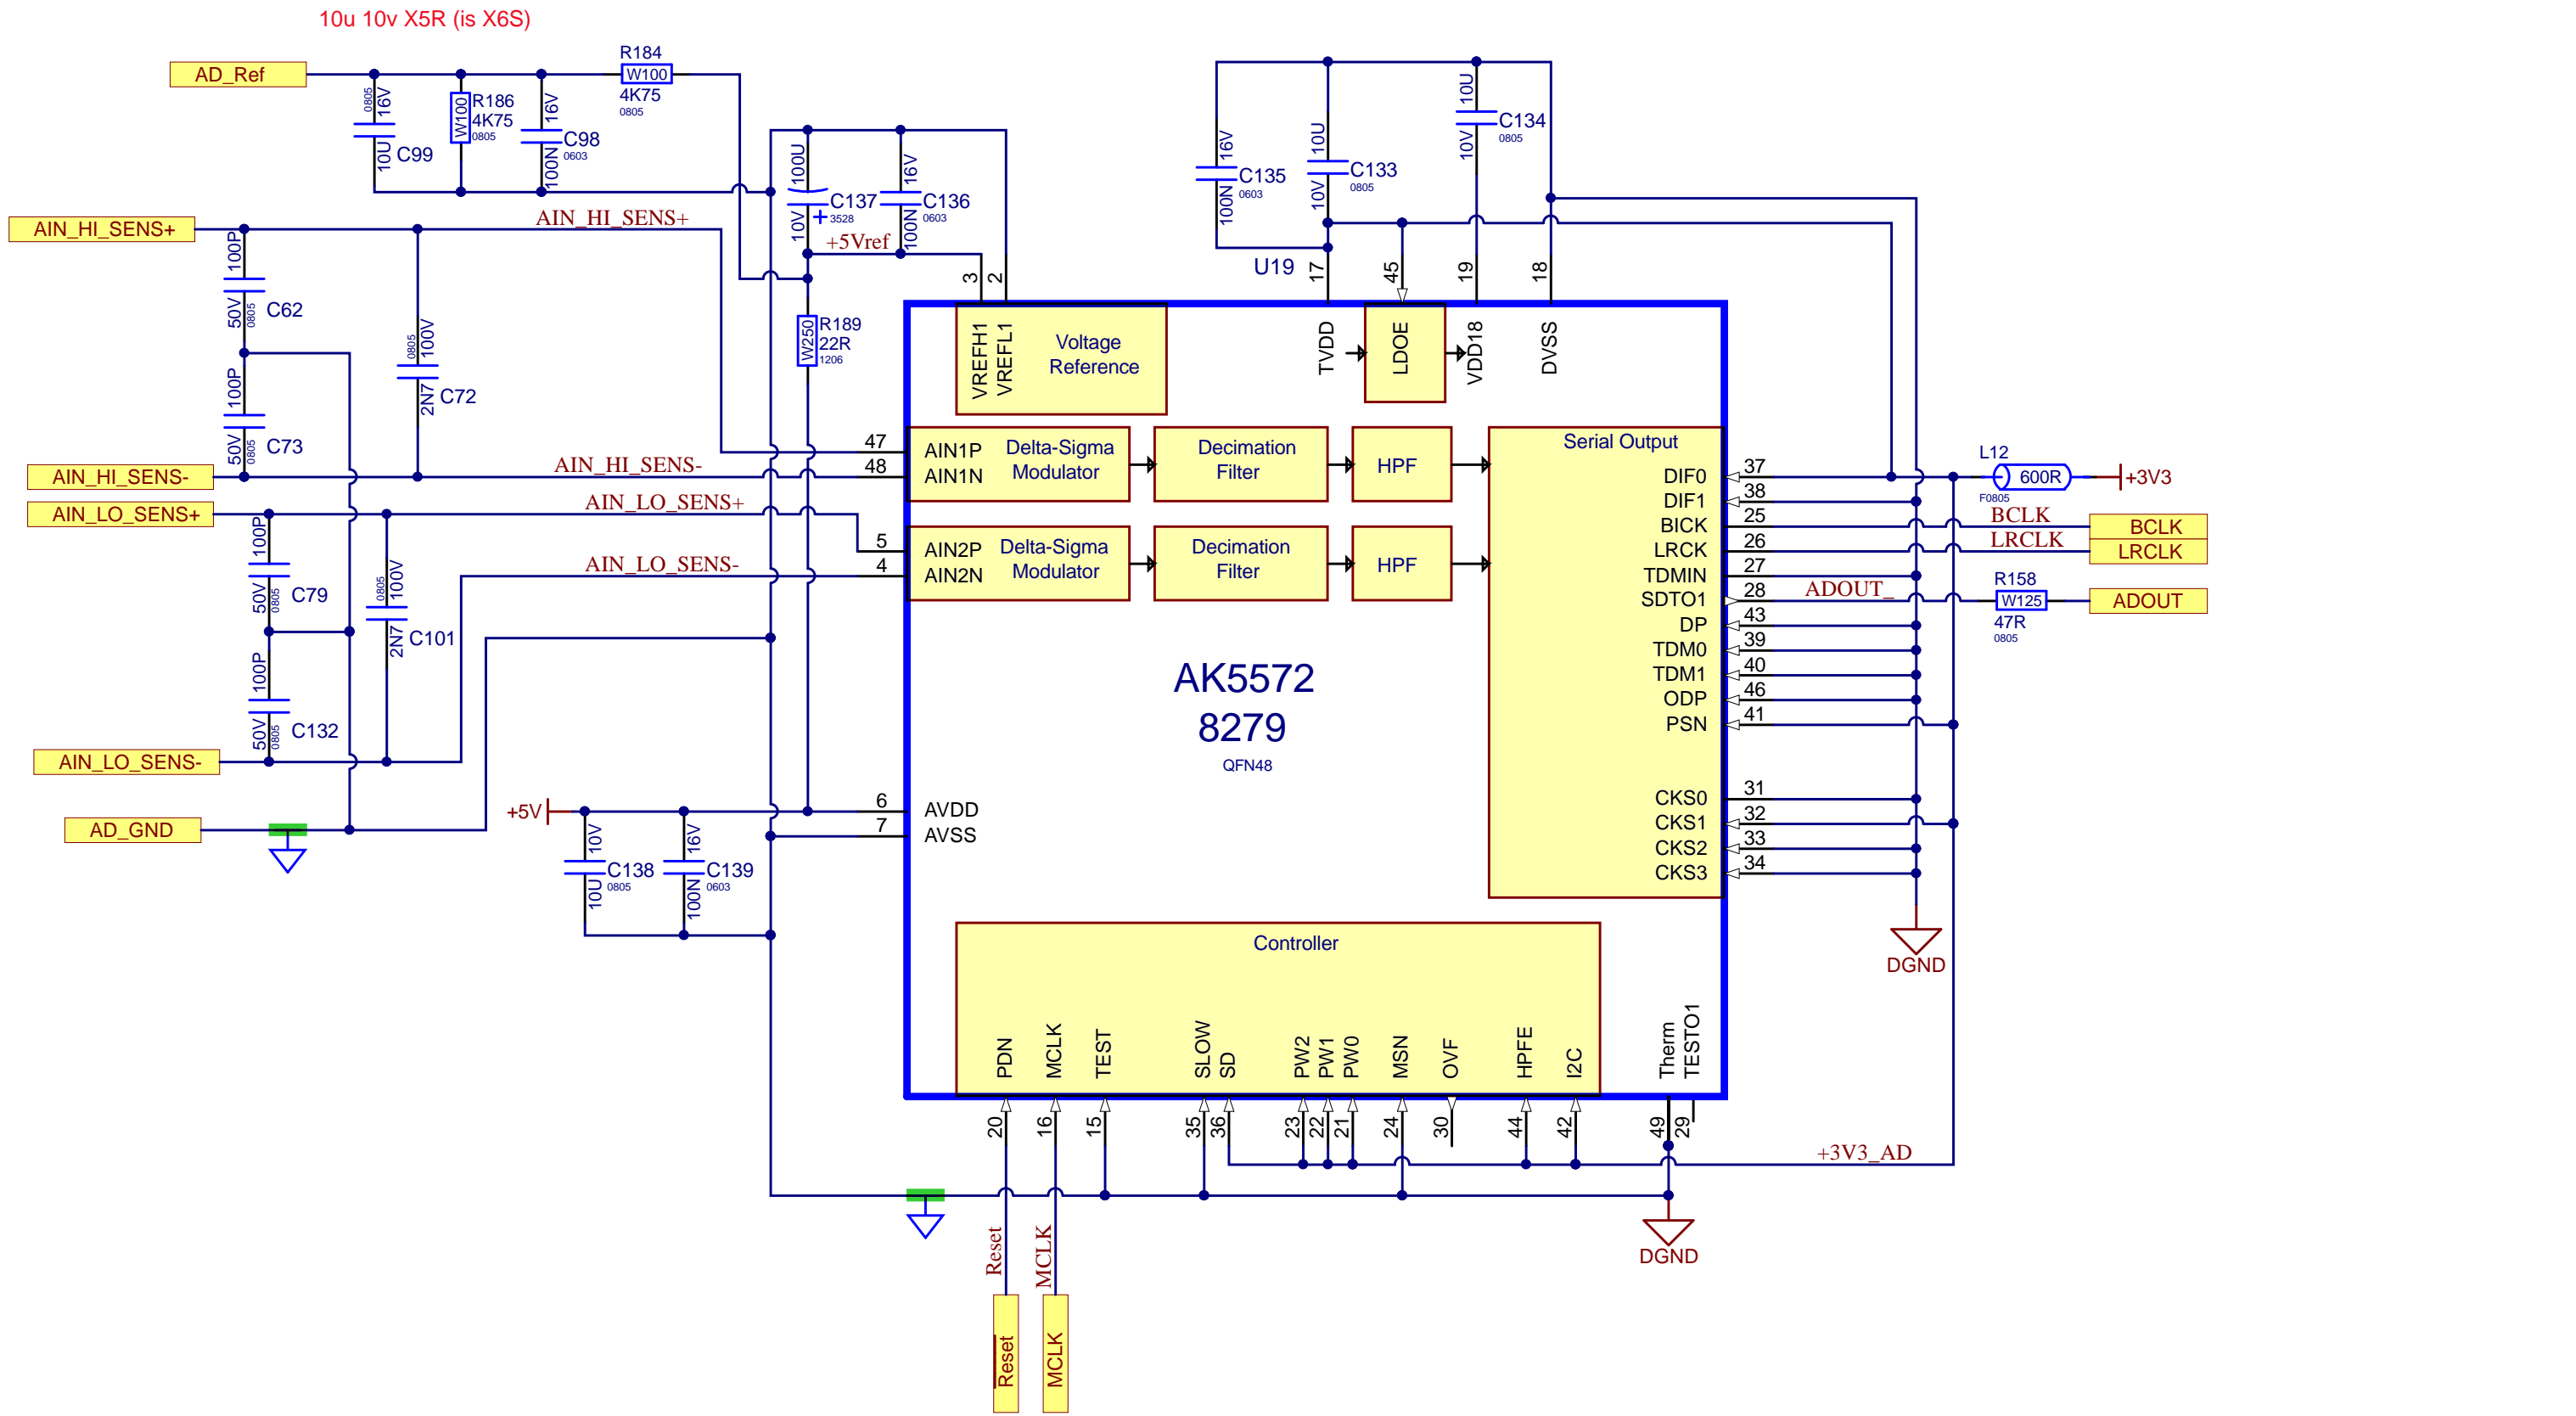 10u 10v X5R (is X6S)
AD_Ref
0805
16V
10U
C99
W100
R186
4K75
0805
16V
C98
0603
100N
R184
W100
4K75
0805
100U
C137
3528
10V
+
+5Vref
16V
C136
0603
100N
AIN_HI_SENS+
AIN_HI_SENS+
100P
C62
50V
0805
100P
C73
50V
0805
0805
100V
C72
2N7
AIN_HI_SENS-
AIN_HI_SENS-
AIN_LO_SENS+
AIN_LO_SENS+
AIN_LO_SENS-
100P
C79
50V
0805
100P
C132
50V
0805
0805
100V
C101
2N7
AIN_LO_SENS-
AD_GND
R189
W250
22R
1206
+5V
10V
C138
0805
10U
16V
C139
0603
100N
16V
C135
0603
100N
10U
C133
0805
10V
10U
C134
0805
10V
U19
3
2
17
45
19
18
VREFH1
VREFL1
Voltage
Reference
TVDD
LDOE
VDD18
DVSS
47
48
AIN1P
AIN1N
Delta-Sigma
Modulator
Decimation
Filter
HPF
5
4
AIN2P
AIN2N
Delta-Sigma
Modulator
Decimation
Filter
HPF
AK5572
8279
QFN48
6
7
AVDD
AVSS
Serial Output
DIF0
37
DIF1
38
BICK
25
LRCK
26
TDMIN
27
SDTO1
28
DP
43
TDM0
39
TDM1
40
ODP
46
PSN
41
CKS0
31
CKS1
32
CKS2
33
CKS3
34
L12
600R
F0805
+3V3
BCLK
BCLK
LRCLK
LRCLK
ADOUT_
R158
W125
47R
0805
ADOUT
DGND
Controller
PDN
MCLK
TEST
SLOW
SD
PW2
PW1
PW0
MSN
OVF
HPFE
I2C
Therm
TESTO1
20
16
15
35
36
23
22
21
24
30
44
42
49
29
+3V3_AD
DGND
Reset
MCLK
Reset
MCLK